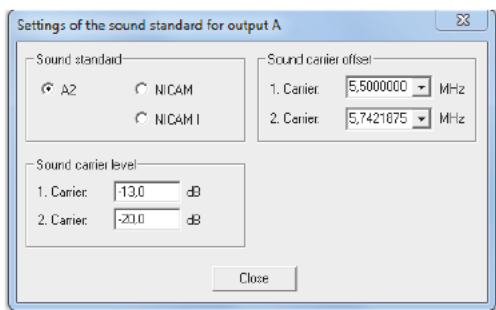 Settings of the sound standard for output A
Sound standard
A2
NICAM
NICAM I
Sound carrier offset
1. Carrier: 5,5000000 MHz
2. Carrier: 5,7421875 MHz
Sound carrier level
1. Carrier: -13,0 dB
2. Carrier: -20,0 dB
Close